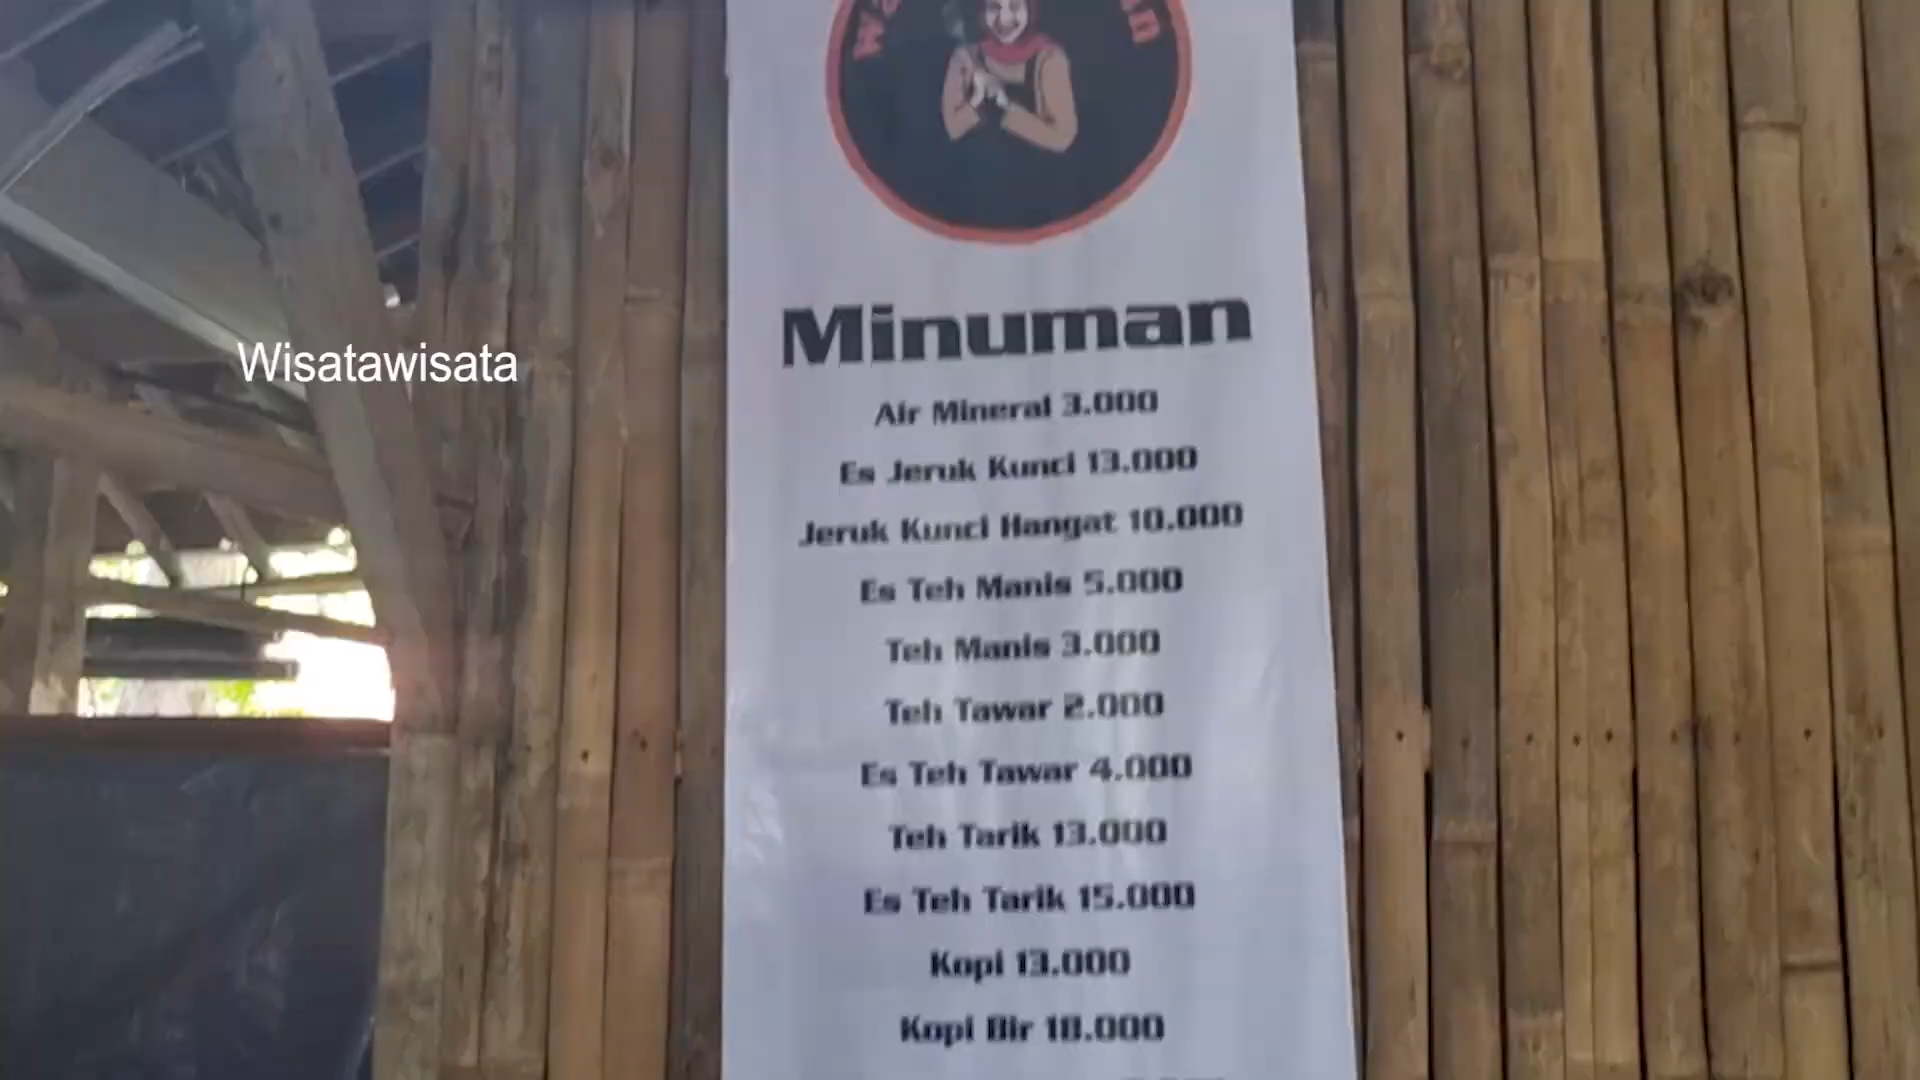 Minuman
Wisatawisata
Air Mineral 3.000
Es Jeruk Kunci 13.000
Jeruk Kunci Hangat 10.000
Es Teh Manis 5.000
Teh Manis 3.000
Teh Tawar 2.000
Es Teh Tawar 4.000
Teh Tarik 13.000
Es Teh Tarik 15.000
Kopi 13.000
Kopi Bir 18.000